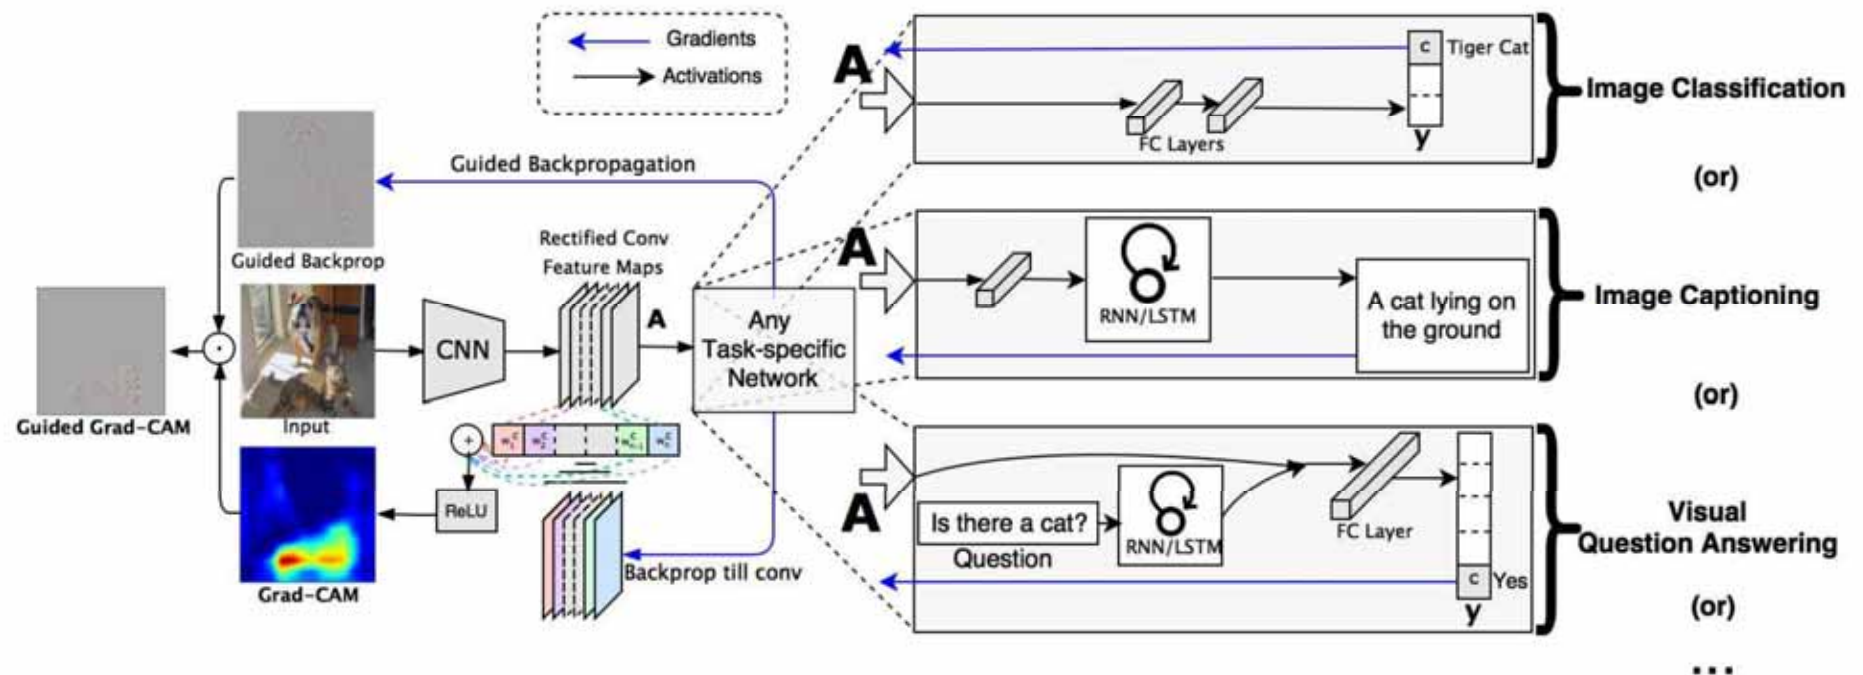 Gradients
Activations
A
Tiger Cat
c
FC Layers
y
Image Classification
(or)
Guided Backpropagation
Guided Backprop
Rectified Conv
Feature Maps
A
Any
Task-specific
Network
CNN
Input
Guided Grad-CAM
ReLU
Grad-CAM
Backprop till conv
A
RNN/LSTM
A cat lying on
the ground
Image Captioning
(or)
A
Is there a cat?
Question
RNN/LSTM
FC Layer
c
Yes
y
Visual
Question Answering
(or)
...